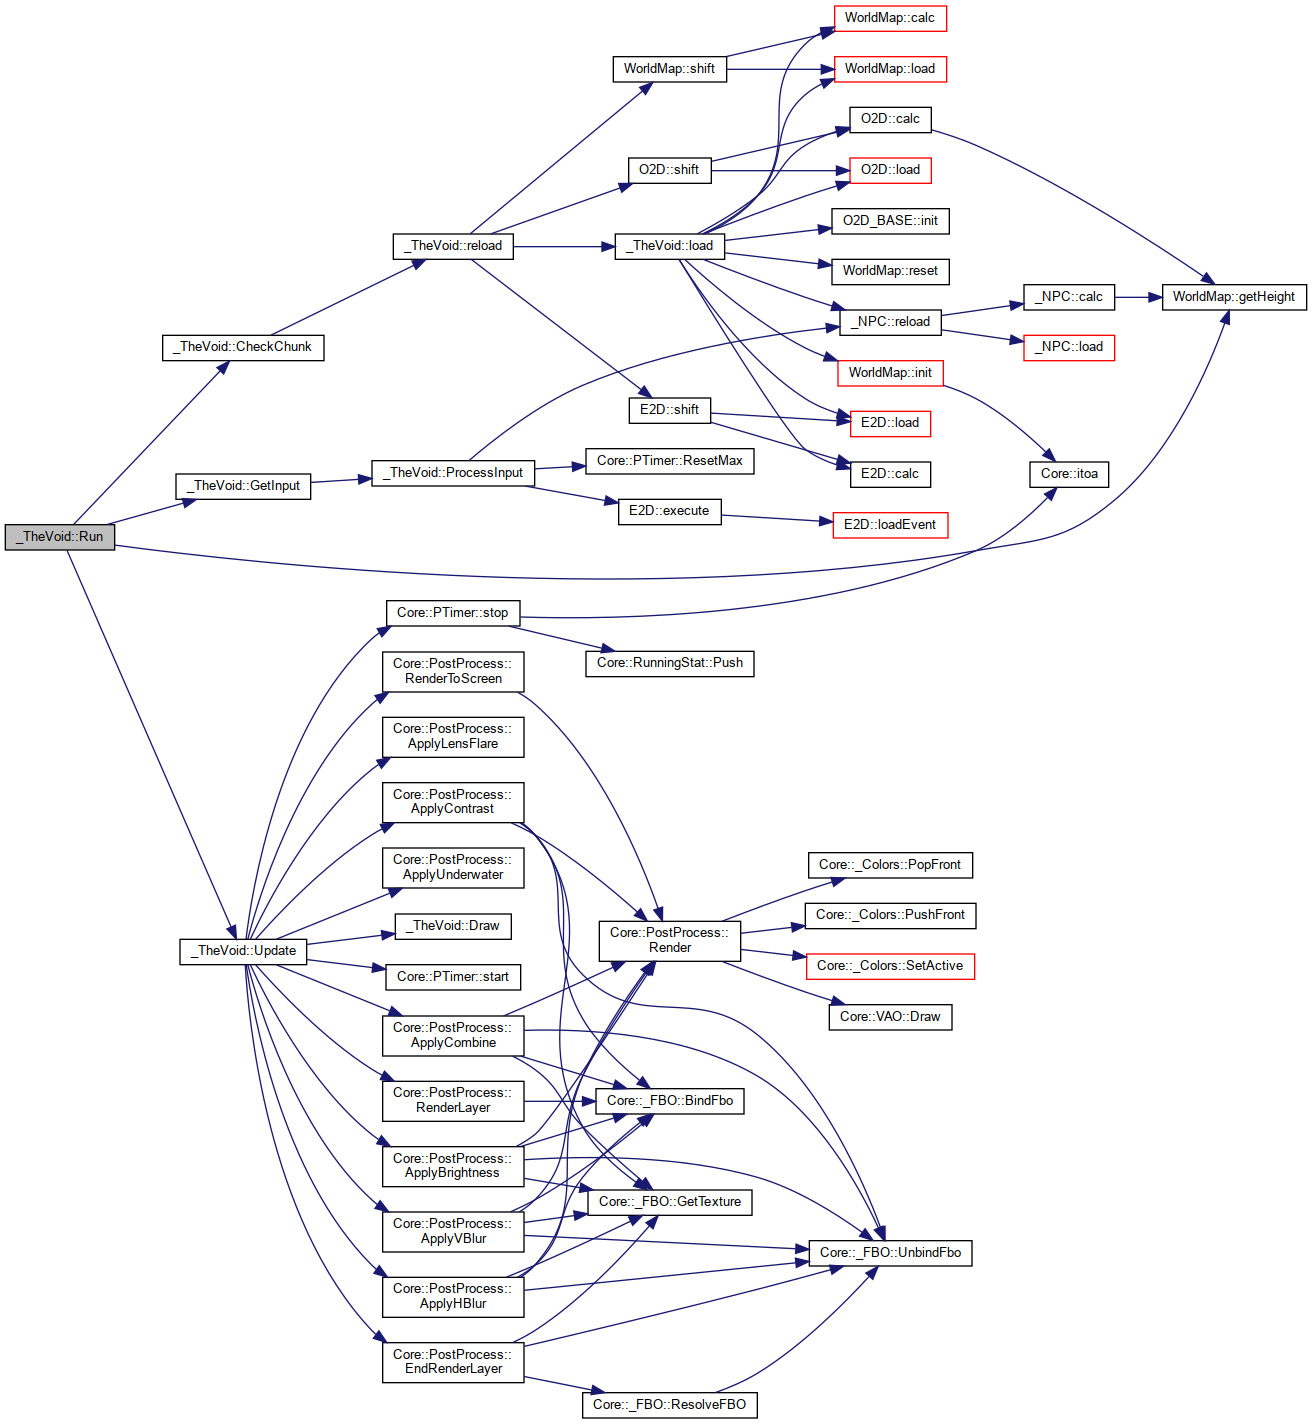 WorldMap::calc
WorldMap::shift
WorldMap::load
O2D::calc
O2D::shift
O2D::load
O2D_BASE::init
_TheVoid::reload
_TheVoid::load
WorldMap::reset
_NPC::calc
WorldMap::getHeight
_NPC::reload
_TheVoid::CheckChunk
_NPC::load
WorldMap::init
E2D::shift
E2D::load
Core::PTimer::ResetMax
_TheVoid::ProcessInput
E2D::calc
Core::itoa
_TheVoid::GetInput
E2D::execute
E2D::loadEvent
_TheVoid::Run
Core::PTimer::stop
Core::RunningStat::Push
Core::PostProcess::
RenderToScreen
Core::PostProcess::
ApplyLensFlare
Core::PostProcess::
ApplyContrast
Core::PostProcess::
ApplyUnderwater
Core::_Colors::PopFront
Core::_Colors::PushFront
_TheVoid::Draw
Core::PostProcess::
Render
_TheVoid::Update
Core::_Colors::SetActive
Core::PTimer::start
Core::VAO::Draw
Core::PostProcess::
ApplyCombine
Core::PostProcess::
RenderLayer
Core::_FBO::BindFbo
Core::PostProcess::
ApplyBrightness
Core::_FBO::GetTexture
Core::PostProcess::
ApplyVBlur
Core::_FBO::UnbindFbo
Core::PostProcess::
ApplyHBlur
Core::PostProcess::
EndRenderLayer
Core::_FBO::ResolveFBO